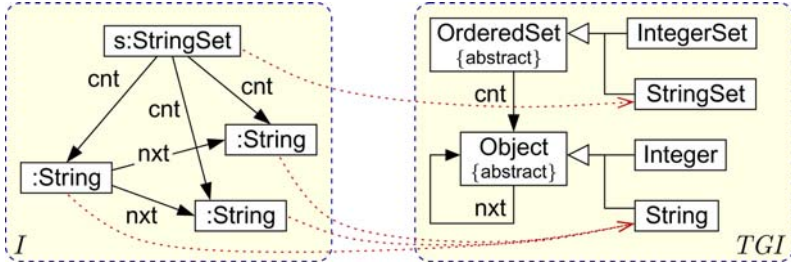 s:StringSet
cnt
cnt
cnt
:String
nxt
:String
nxt
:String
I
OrderedSet
{abstract}
IntegerSet
cnt
StringSet
Object
{abstract}
Integer
nxt
String
TGI